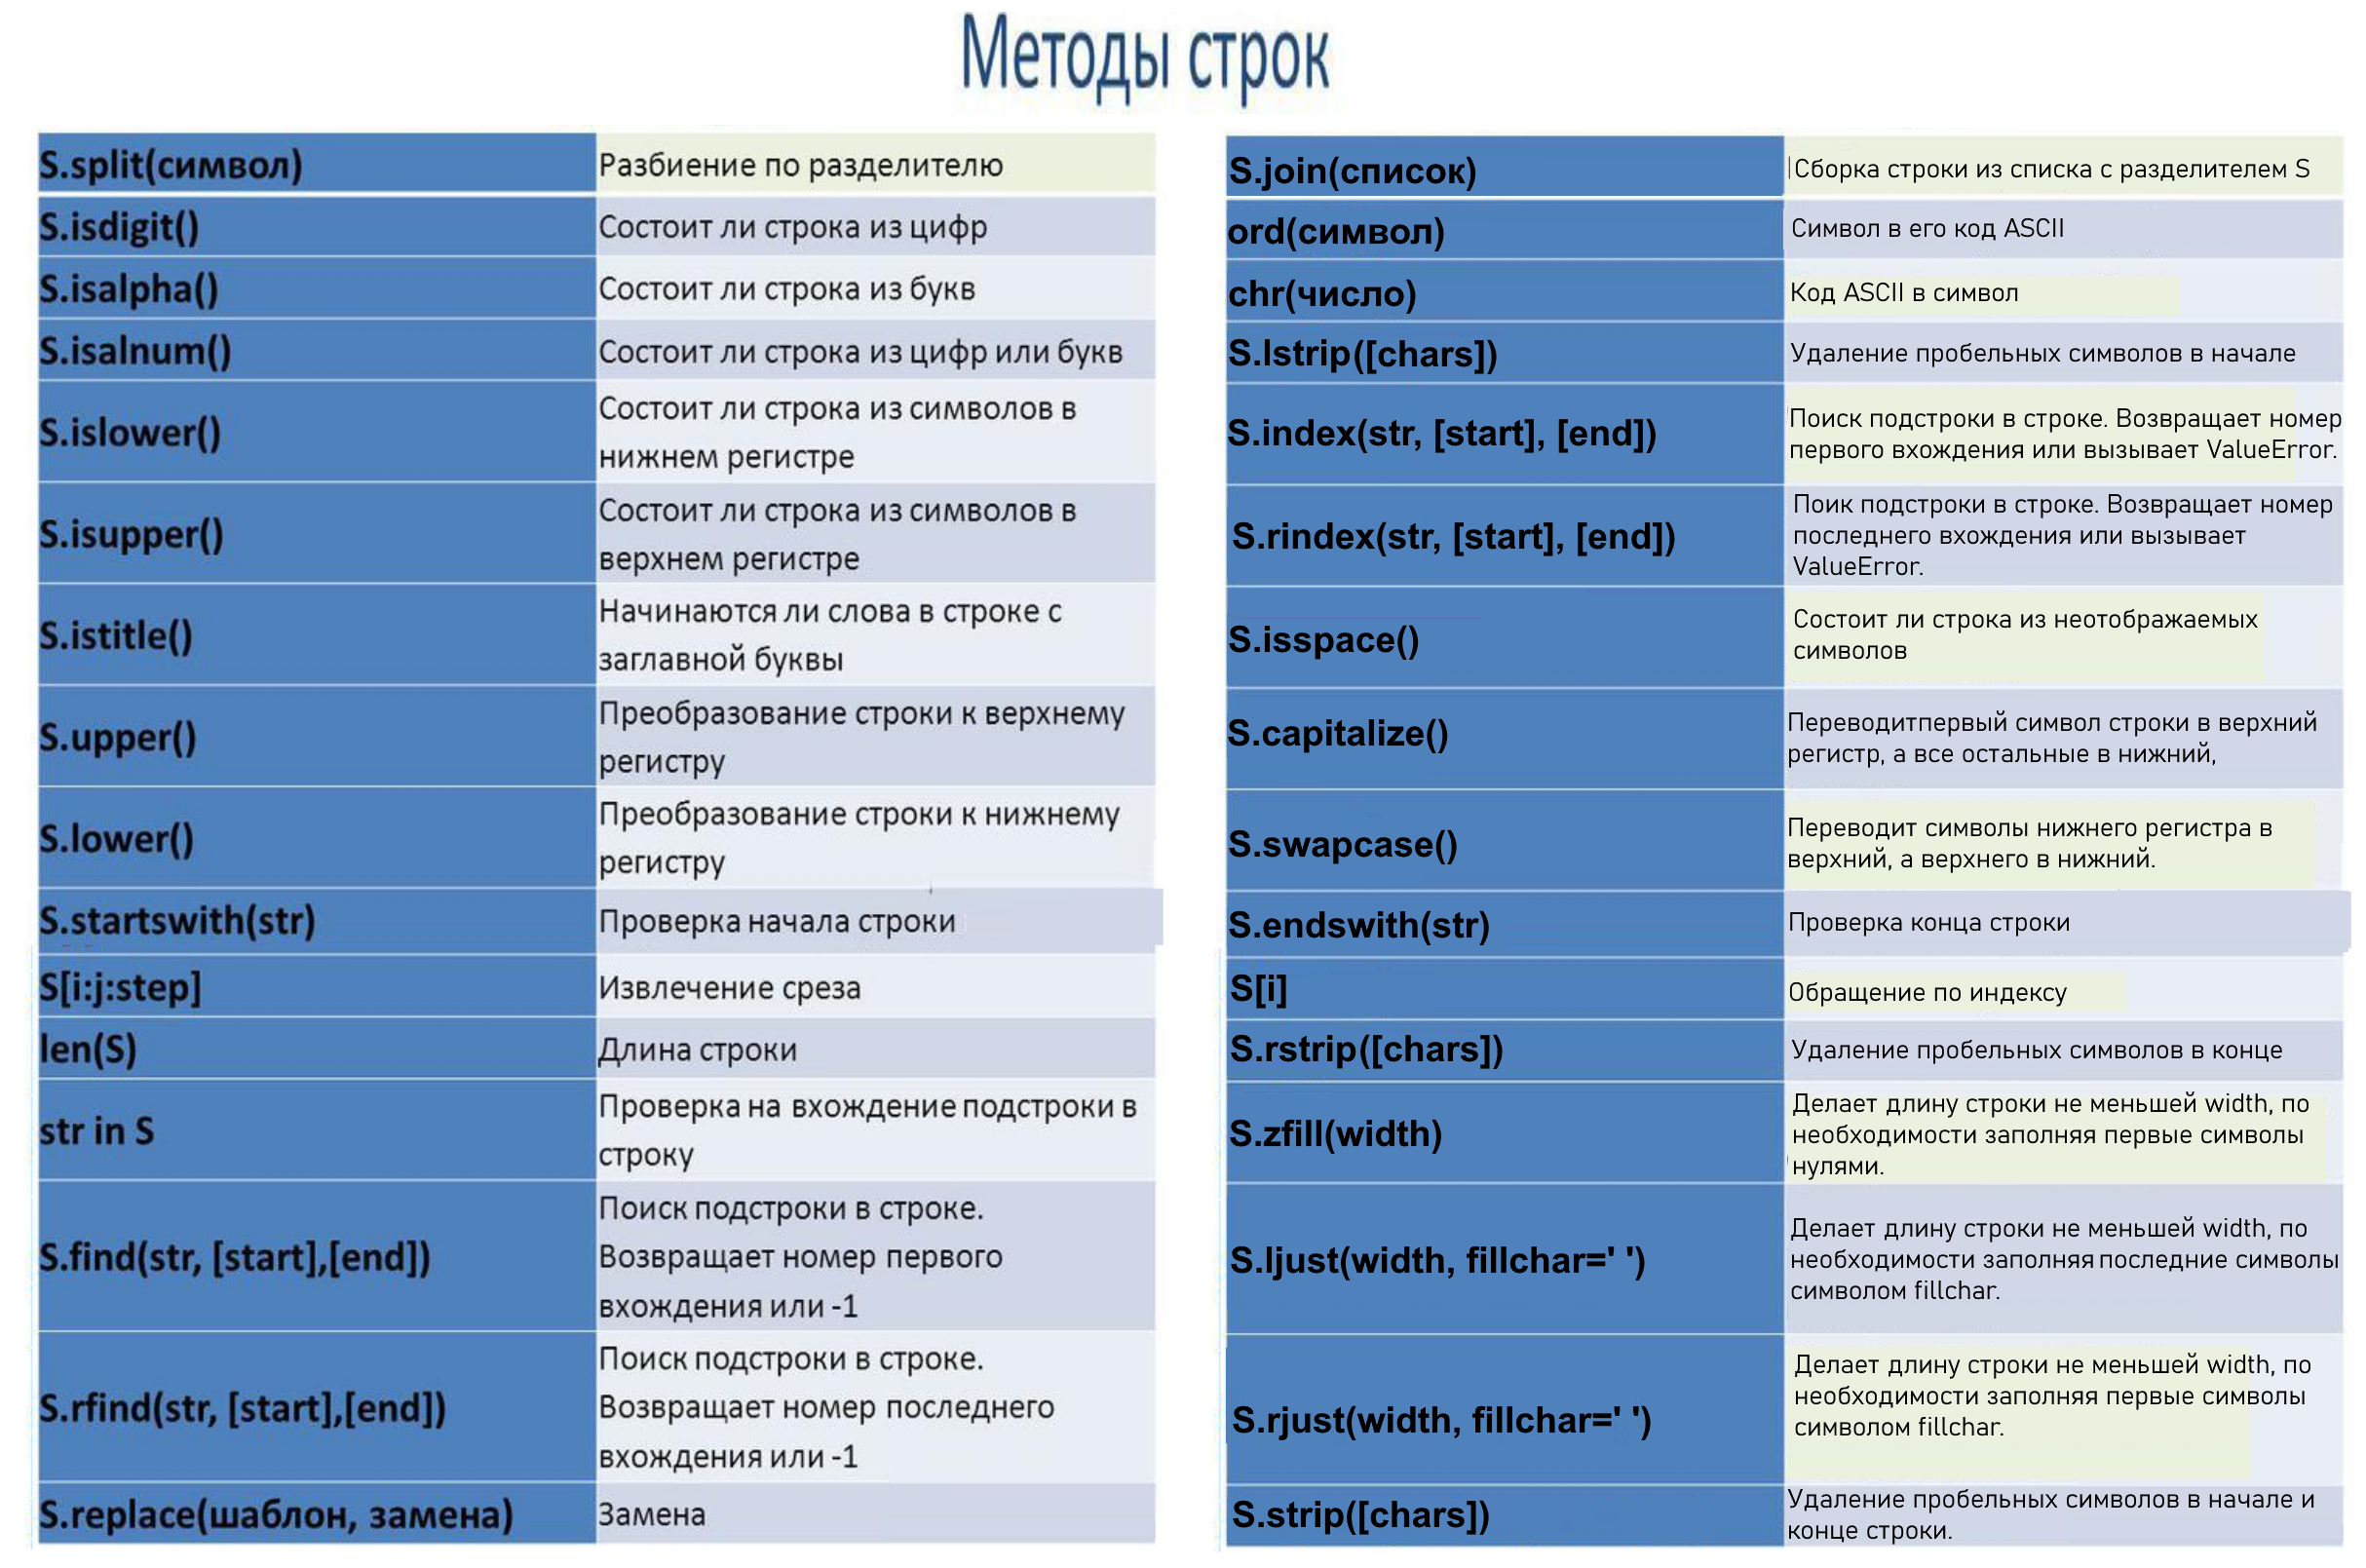 Методы строк
S.split(символ)
Разбиение по разделителю
S.isdigit()
Состоит ли строка из цифр
S.isalpha()
Состоит ли строка из букв
S.isalnum()
Состоит ли строка из цифр или букв
S.islower()
Состоит ли строка из символов в
нижнем регистре
S.isupper()
Состоит ли строка из символов в
верхнем регистре
S.istitle()
Начинаются ли слова в строке с
заглавной буквы
S.upper()
Преобразование строки к верхнему
регистру
S.lower()
Преобразование строки к нижнему
регистру
S.startswith(str)
Проверка начала строки
S[i:j:step]
Извлечение среза
len(S)
Длина строки
str in S
Проверка на вхождение подстроки в
строку
S.find(str, [start],[end])
Поиск подстроки в строке.
Возвращает номер первого
вхождения или -1
S.rfind(str, [start],[end])
Поиск подстроки в строке.
Возвращает номер последнего
вхождения или -1
S.replace(шаблон, замена)
Замена
S.join(список)
Сборка строки из списка с разделителем S
ord(символ)
Символ в его код ASCII
chr(число)
Код ASCII в символ
S.lstrip([chars])
Удаление пробельных символов в начале
S.index(str, [start], [end])
Поиск подстроки в строке. Возвращает номер
первого вхождения или вызывает ValueError.
S.rindex(str, [start], [end])
Поик подстроки в строке. Возвращает номер
последнего вхождения или вызывает
ValueError.
S.isspace()
Состоит ли строка из неотображаемых
символов
S.capitalize()
Переводитпервый символ строки в верхний
регистр, а все остальные в нижний,
S.swapcase()
Переводит символы нижнего регистра в
верхний, а верхнего в нижний.
S.endswith(str)
Проверка конца строки
S[i]
Обращение по индексу
S.rstrip([chars])
Удаление пробельных символов в конце
S.zfill(width)
Делает длину строки не меньшей width, по
необходимости заполняя первые символы
нулями.
S.ljust(width, fillchar=' ')
Делает длину строки не меньшей width, по
необходимости заполняя последние символы
символом fillchar.
S.rjust(width, fillchar=' ')
Делает длину строки не меньшей width, по
необходимости заполняя первые символы
символом fillchar.
S.strip([chars])
Удаление пробельных символов в начале и
конце строки.